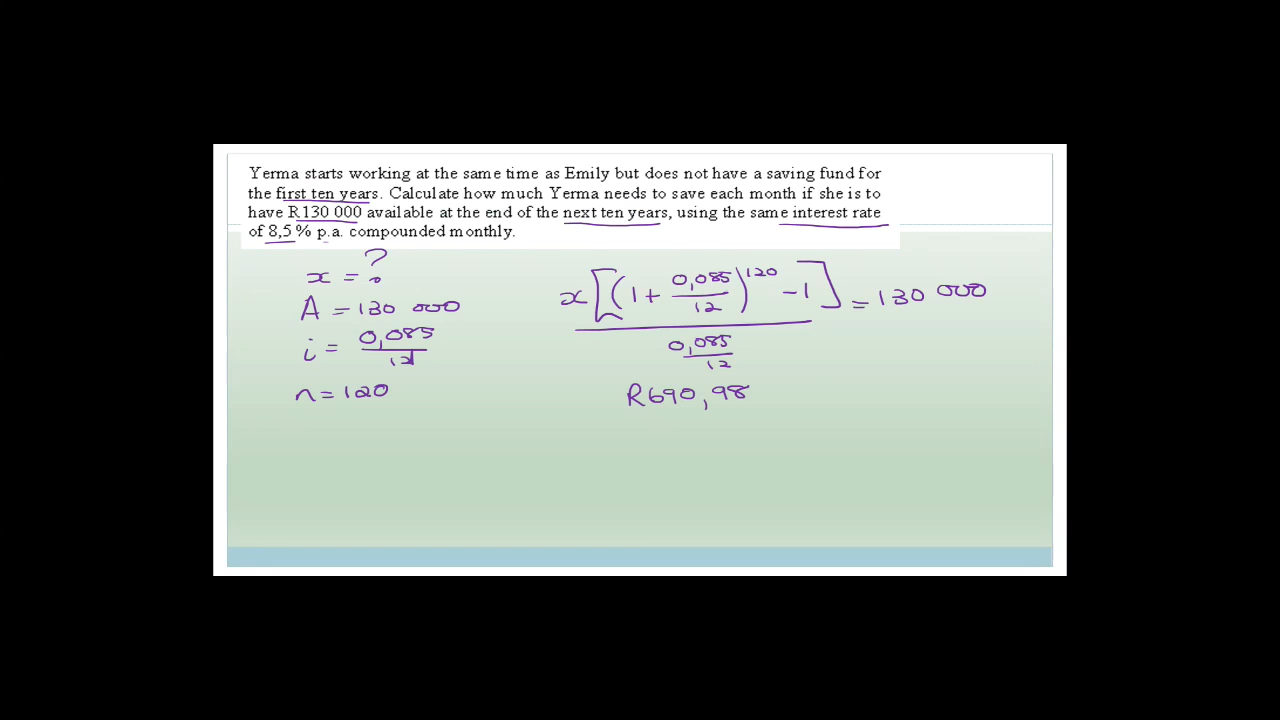 Yerma starts working at the same time as Emily but does not have a saving fund for
the first ten years. Calculate how much Yerma needs to save each month if she is to
have R130 000 available at the end of the next ten years, using the same interest rate
of 8,5 % p.a. compounded monthly.
x = ?
A = 130 000
i = 0,085/12
n = 120
x[(1 + 0,085/12)^120 - 1] / (0,085/12) = 130 000
R690,98